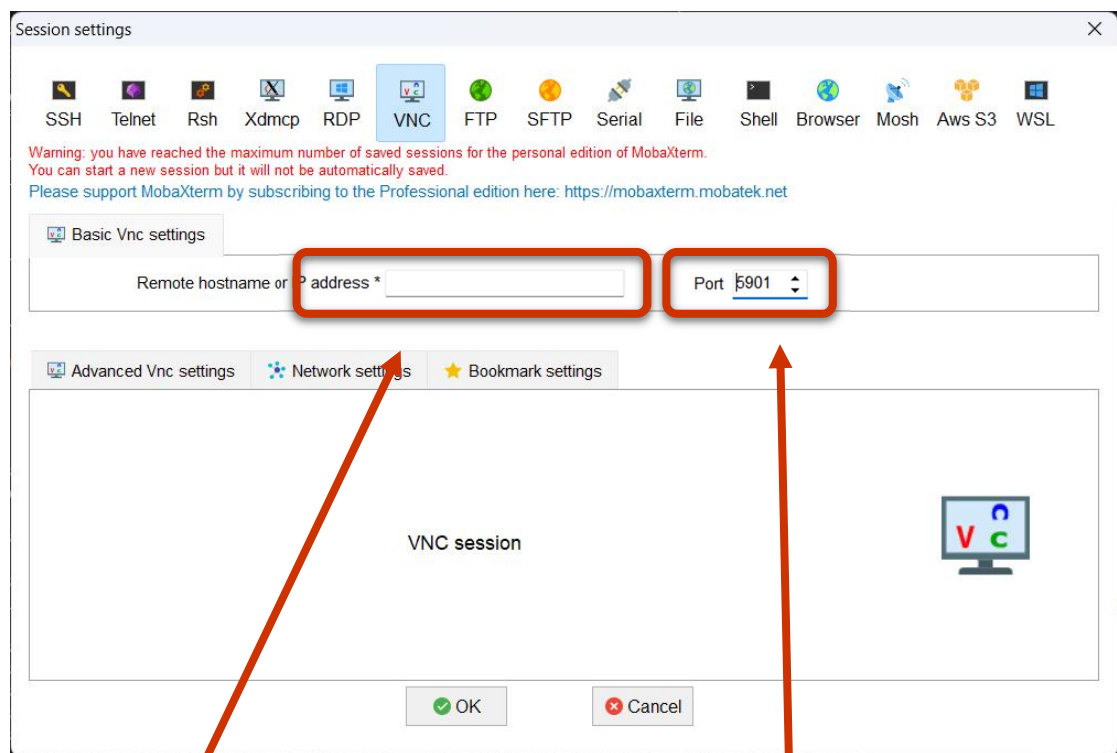 Session settings
SSH Telnet Rsh Xdmcp RDP VNC FTP SFTP Serial File Shell Browser Mosh Aws S3 WSL
Warning: you have reached the maximum number of saved sessions for the personal edition of MobaXterm.
You can start a new session but it will not be automatically saved.
Please support MobaXterm by subscribing to the Professional edition here: https://mobaxterm.mobatek.net
Basic Vnc settings
Remote hostname or IP address * Port 5901
Advanced Vnc settings Network settings Bookmark settings
VNC session
OK Cancel